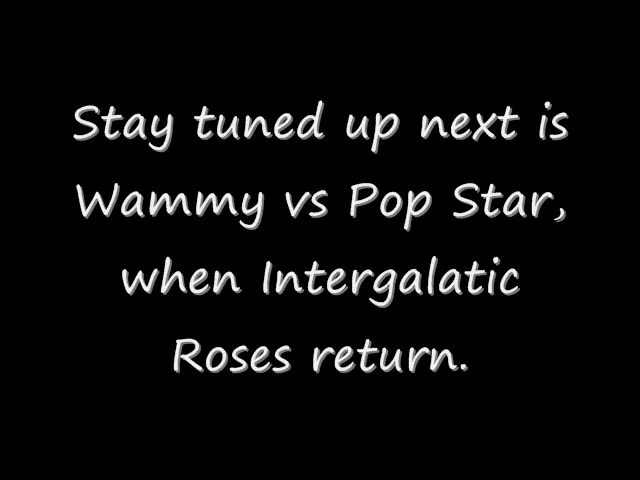 Stay tuned up next is
Wammy vs Pop Star,
when Intergalatic
Roses return.